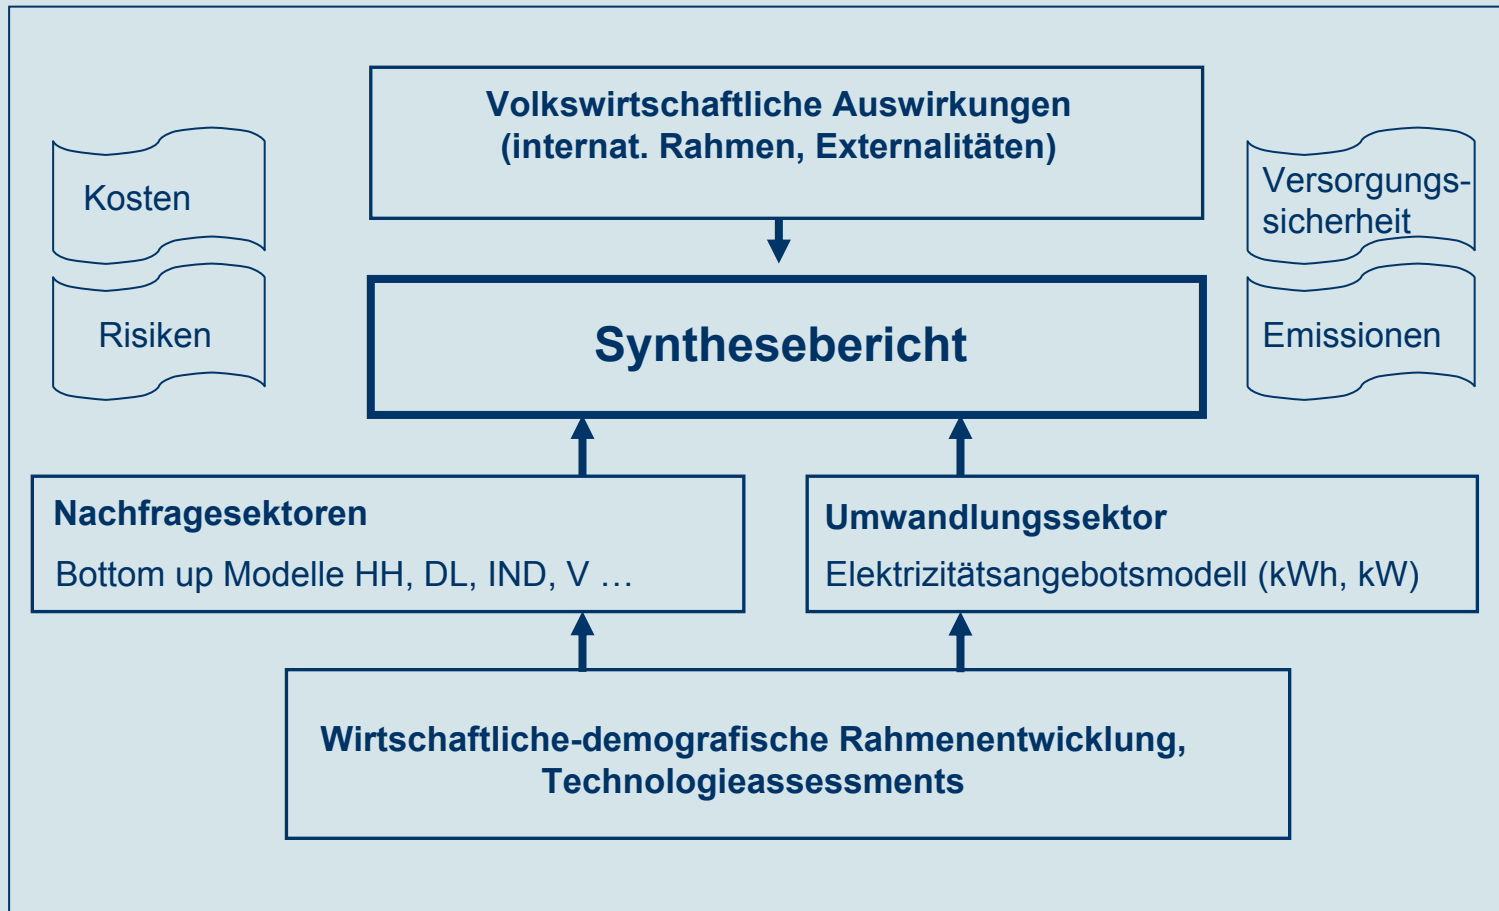 Volkswirtschaftliche Auswirkungen
(internat. Rahmen, Externalitäten)
Kosten
Versorgungs-
sicherheit
Risiken
Synthesebericht
Emissionen
Nachfragesektoren
Bottom up Modelle HH, DL, IND, V …
Umwandlungssektor
Elektrizitätsangebotsmodell (kWh, kW)
Wirtschaftliche-demografische Rahmenentwicklung,
Technologieassessments